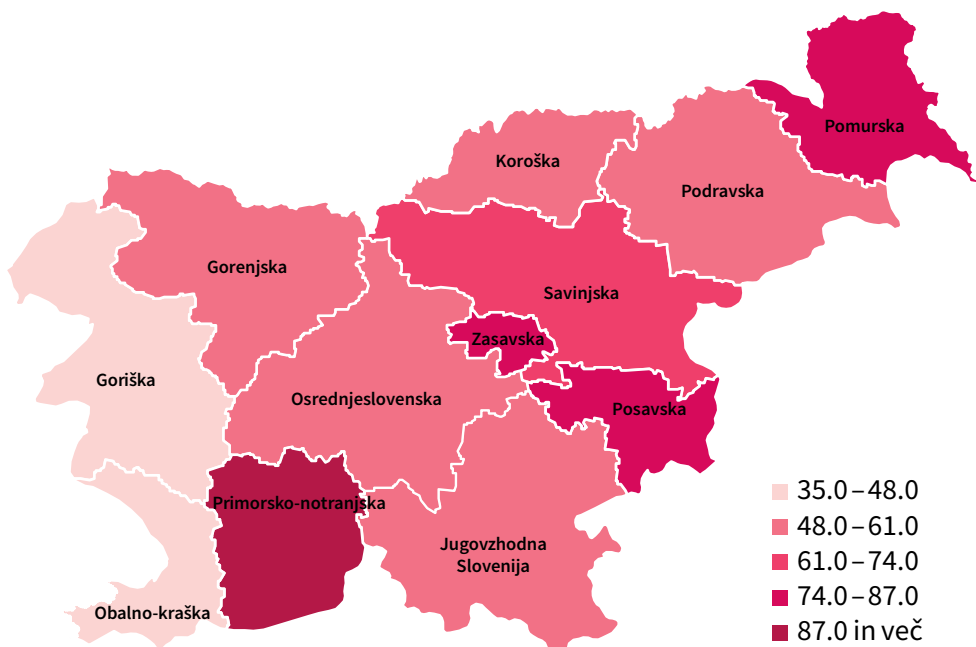 Pomurska
Koroška
Podravska
Gorenjska
Savinjska
Zasavska
Goriška
Osrednjeslovenska
Posavska
Primorsko-notranjska
Jugovzhodna
Slovenija
Obalno-kraška
35.0–48.0
48.0–61.0
61.0–74.0
74.0–87.0
87.0 in več